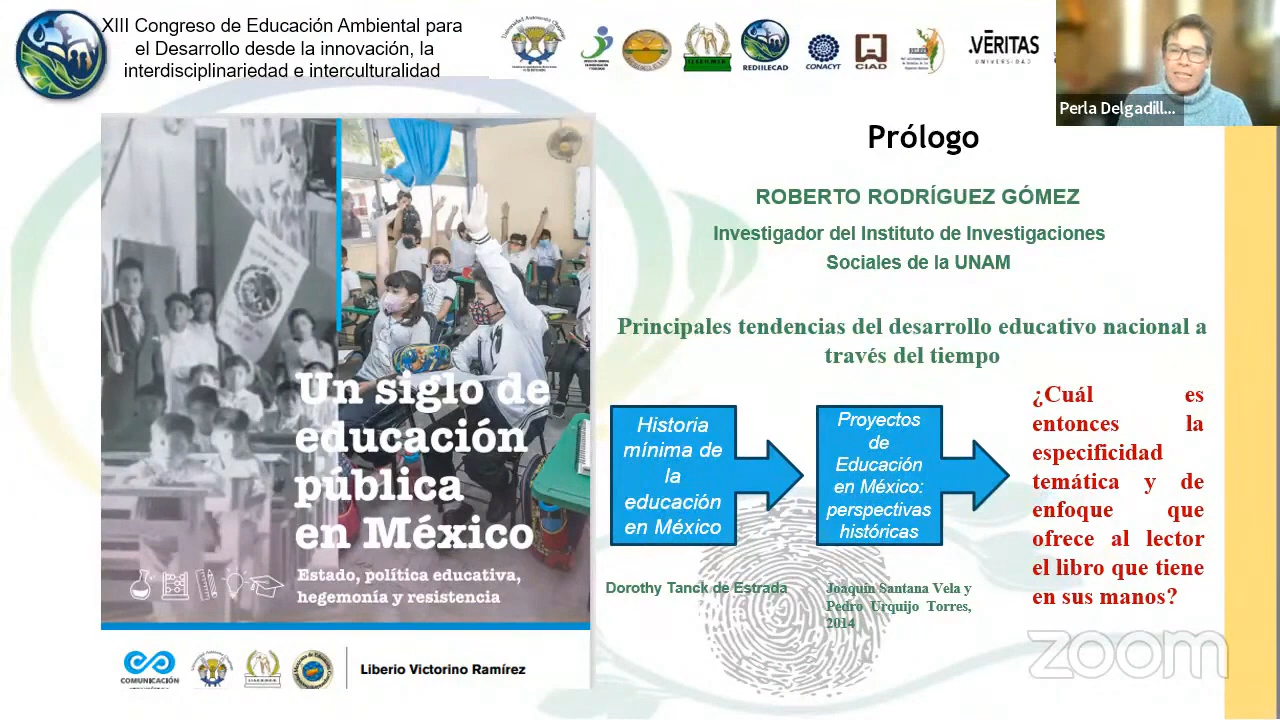 XIII Congreso de Educación Ambiental para
el Desarrollo desde la innovación, la
interdisciplinariedad e interculturalidad
REDIILECAD
CONACYT
CIAD
VĒRITAS
UNIVERSIDAD
Perla Delgadill...
Prólogo
ROBERTO RODRÍGUEZ GÓMEZ
Investigador del Instituto de Investigaciones
Sociales de la UNAM
Principales tendencias del desarrollo educativo nacional a
través del tiempo
Historia
mínima de
la
educación
en México
Proyectos
de
Educación
en México:
perspectivas
históricas
¿Cuál es
entonces la
especificidad
temática y de
enfoque que
ofrece al lector
el libro que tiene
en sus manos?
Dorothy Tanck de Estrada
Joaquín Santana Vela y
Pedro Urquijo Torres,
2014
Un siglo de
educación
pública
en México
Estado, política educativa,
hegemonía y resistencia
COMUNICACIÓN
Liberio Victorino Ramírez
zoom